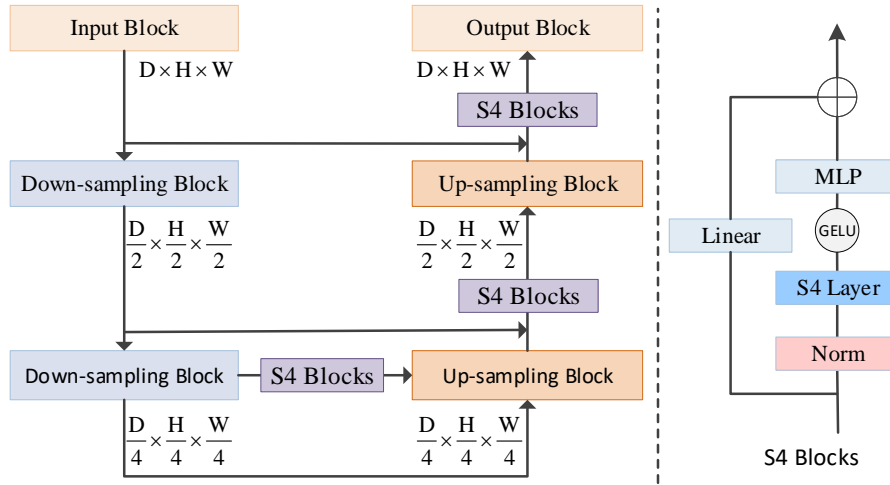 Input Block
Output Block
D×H×W
D×H×W
S4 Blocks
Down-sampling Block
Up-sampling Block
D/2 × H/2 × W/2
D/2 × H/2 × W/2
S4 Blocks
Down-sampling Block
S4 Blocks
Up-sampling Block
D/4 × H/4 × W/4
D/4 × H/4 × W/4
MLP
GELU
Linear
S4 Layer
Norm
S4 Blocks